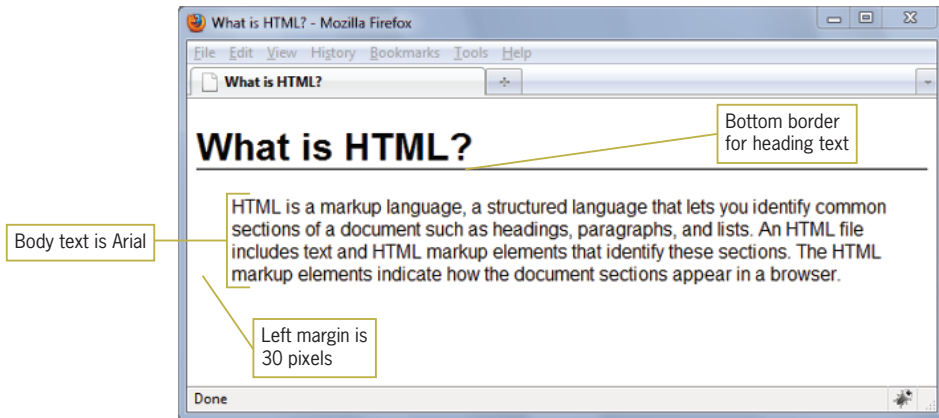 What is HTML? - Mozilla Firefox
File Edit View History Bookmarks Tools Help
What is HTML?
Bottom border
for heading text
What is HTML?
HTML is a markup language, a structured language that lets you identify common
sections of a document such as headings, paragraphs, and lists. An HTML file
includes text and HTML markup elements that identify these sections. The HTML
markup elements indicate how the document sections appear in a browser.
Body text is Arial
Left margin is
30 pixels
Done